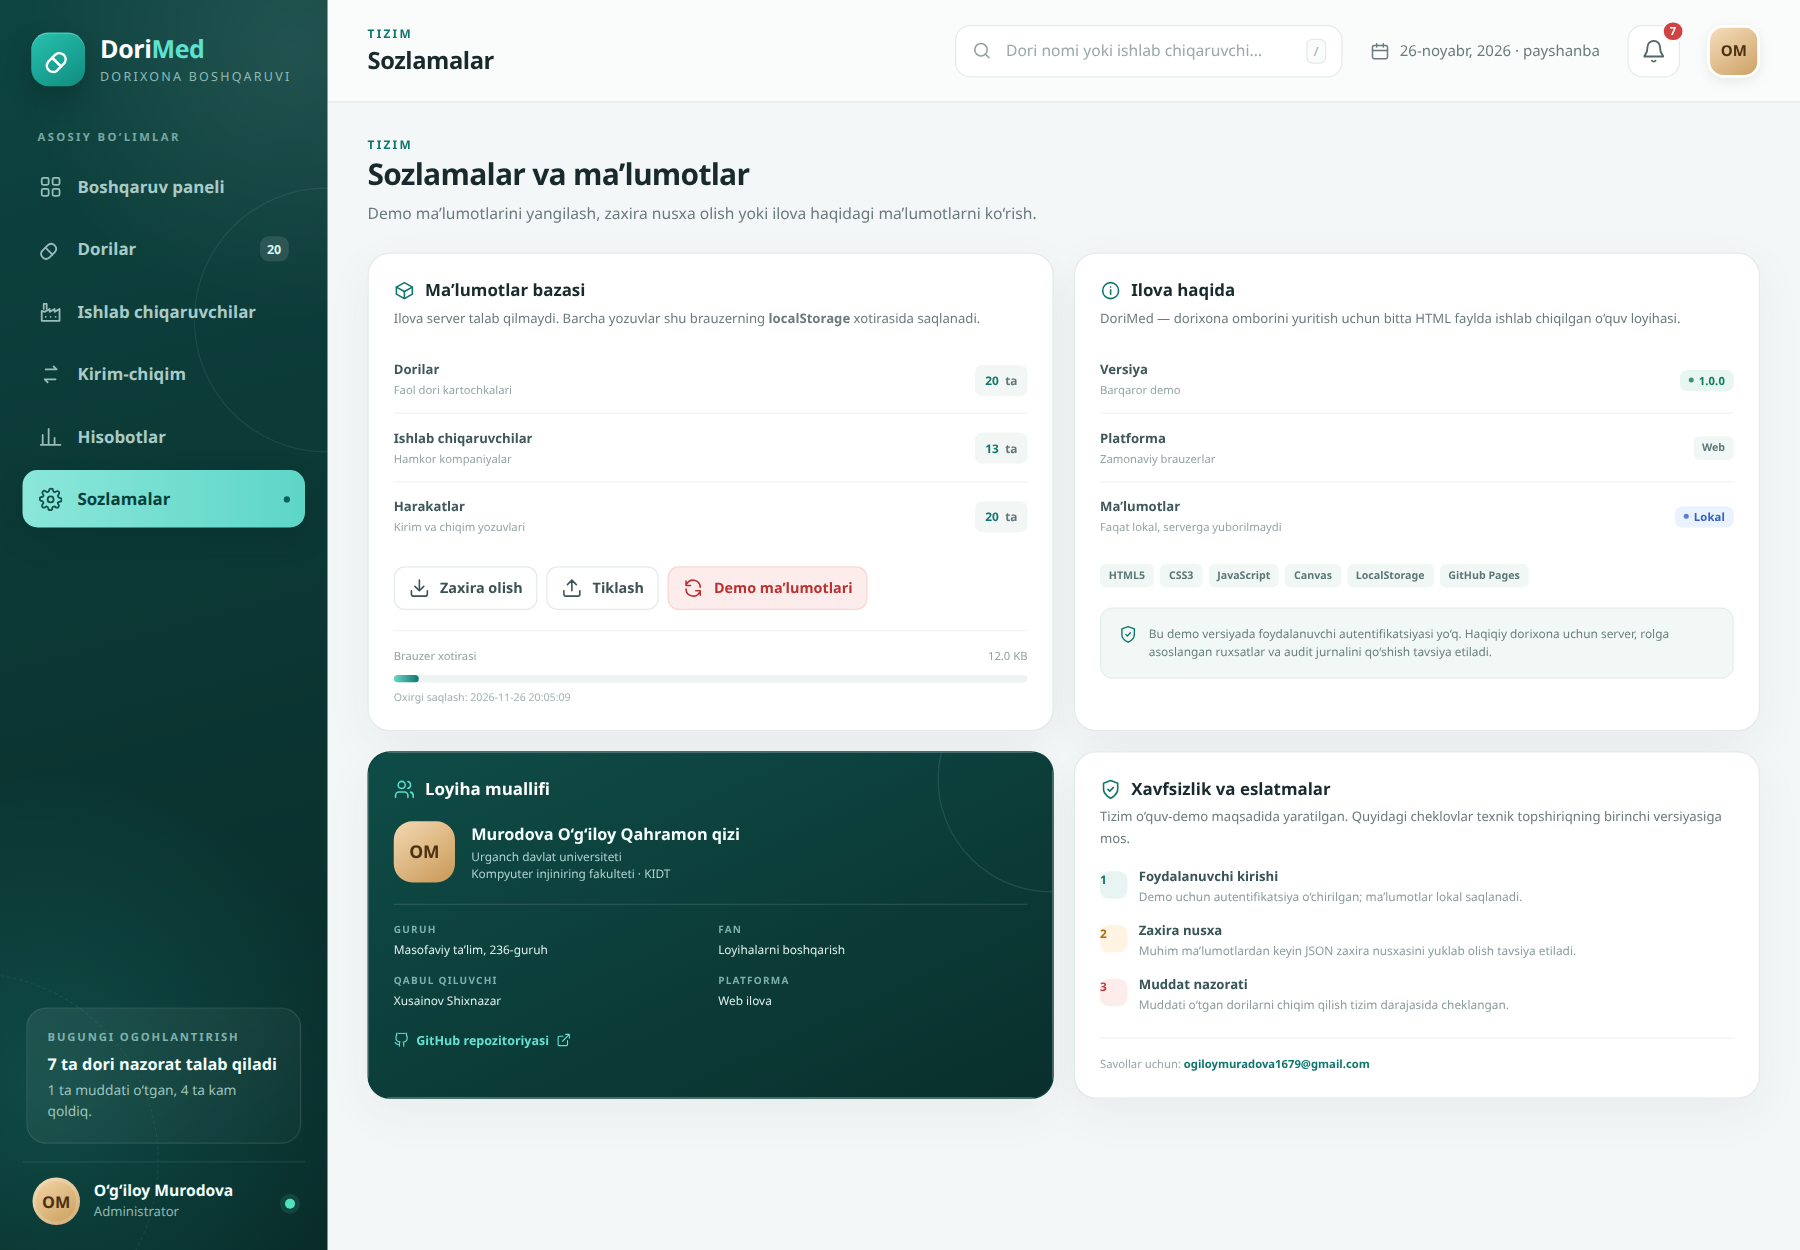 DoriMed
DORIXONA BOSHQARUVI
ASOSIY BO‘LIMLAR
Boshqaruv paneli
Dorilar 20
Ishlab chiqaruvchilar
Kirim-chiqim
Hisobotlar
Sozlamalar
BUGUNGI OGOHLANTIRISH
7 ta dori nazorat talab qiladi
1 ta muddati o‘tgan, 4 ta kam
qoldiq.
OM
O‘g‘iloy Murodova
Administrator
TIZIM
Sozlamalar
Dori nomi yoki ishlab chiqaruvchi... /
26-noyabr, 2026 · payshanba
7
OM
TIZIM
Sozlamalar va ma’lumotlar
Demo ma’lumotlarini yangilash, zaxira nusxa olish yoki ilova haqidagi ma’lumotlarni ko‘rish.
Ma’lumotlar bazasi
Ilova server talab qilmaydi. Barcha yozuvlar shu brauzerning localStorage xotirasida saqlanadi.
Dorilar
Faol dori kartochkalari
20 ta
Ishlab chiqaruvchilar
Hamkor kompaniyalar
13 ta
Harakatlar
Kirim va chiqim yozuvlari
20 ta
Zaxira olish
Tiklash
Demo ma’lumotlari
Brauzer xotirasi 12.0 KB
Oxirgi saqlash: 2026-11-26 20:05:09
Ilova haqida
DoriMed — dorixona omborini yuritish uchun bitta HTML faylda ishlab chiqilgan o‘quv loyihasi.
Versiya
Barqaror demo
1.0.0
Platforma
Zamonaviy brauzerlar
Web
Ma’lumotlar
Faqat lokal, serverga yuborilmaydi
Lokal
HTML5 CSS3 JavaScript Canvas LocalStorage GitHub Pages
Bu demo versiyada foydalanuvchi autentifikatsiyasi yo‘q. Haqiqiy dorixona uchun server, rolga
asoslangan ruxsatlar va audit jurnalini qo‘shish tavsiya etiladi.
Loyiha muallifi
OM
Murodova O‘g‘iloy Qahramon qizi
Urganch davlat universiteti
Kompyuter injiniring fakulteti · KIDT
GURUH
Masofaviy ta’lim, 236-guruh
FAN
Loyihalarni boshqarish
QABUL QILUVCHI
Xusainov Shixnazar
PLATFORMA
Web ilova
GitHub repozitoriyasi
Xavfsizlik va eslatmalar
Tizim o‘quv-demo maqsadida yaratilgan. Quyidagi cheklovlar texnik topshiriqning birinchi versiyasiga
mos.
1
Foydalanuvchi kirishi
Demo uchun autentifikatsiya o‘chirilgan; ma’lumotlar lokal saqlanadi.
2
Zaxira nusxa
Muhim ma’lumotlardan keyin JSON zaxira nusxasini yuklab olish tavsiya etiladi.
3
Muddat nazorati
Muddati o‘tgan dorilarni chiqim qilish tizim darajasida cheklangan.
Savollar uchun: ogiloymuradova1679@gmail.com